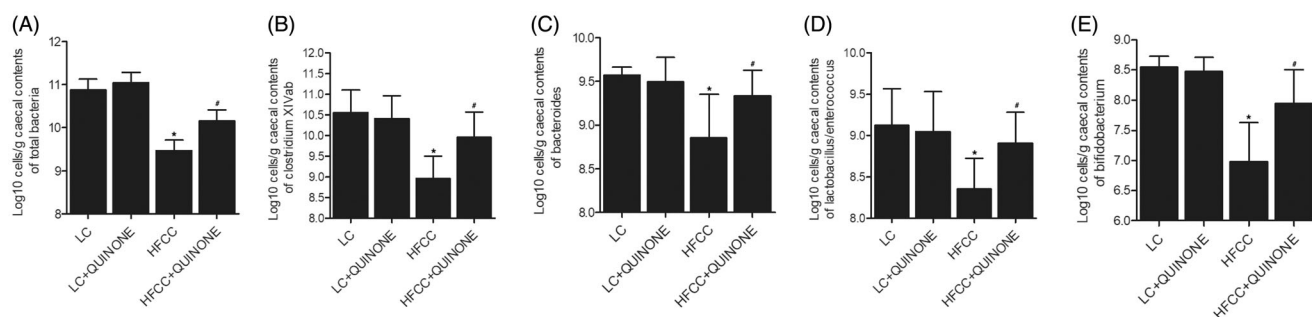 (A)
Log10 cells/g caecal contents
of total bacteria
12
11
10
9
8
*
#
LC
LC+QUINONE
HFCC
HFCC+QUINONE
(B)
Log10 cells/g caecal contents
of clostridium XIVab
12.0
11.5
11.0
10.5
10.0
9.5
9.0
8.5
8.0
*
#
LC
LC+QUINONE
HFCC
HFCC+QUINONE
(C)
Log10 cells/g caecal contents
of bacteroides
10.0
9.5
9.0
8.5
8.0
*
#
LC
LC+QUINONE
HFCC
HFCC+QUINONE
(D)
Log10 cells/g caecal contents
of lactobacillus/enterococcus
10.0
9.5
9.0
8.5
8.0
*
#
LC
LC+QUINONE
HFCC
HFCC+QUINONE
(E)
Log10 cells/g caecal contents
of bifidobacterium
9.0
8.5
8.0
7.5
7.0
6.5
6.0
*
#
LC
LC+QUINONE
HFCC
HFCC+QUINONE